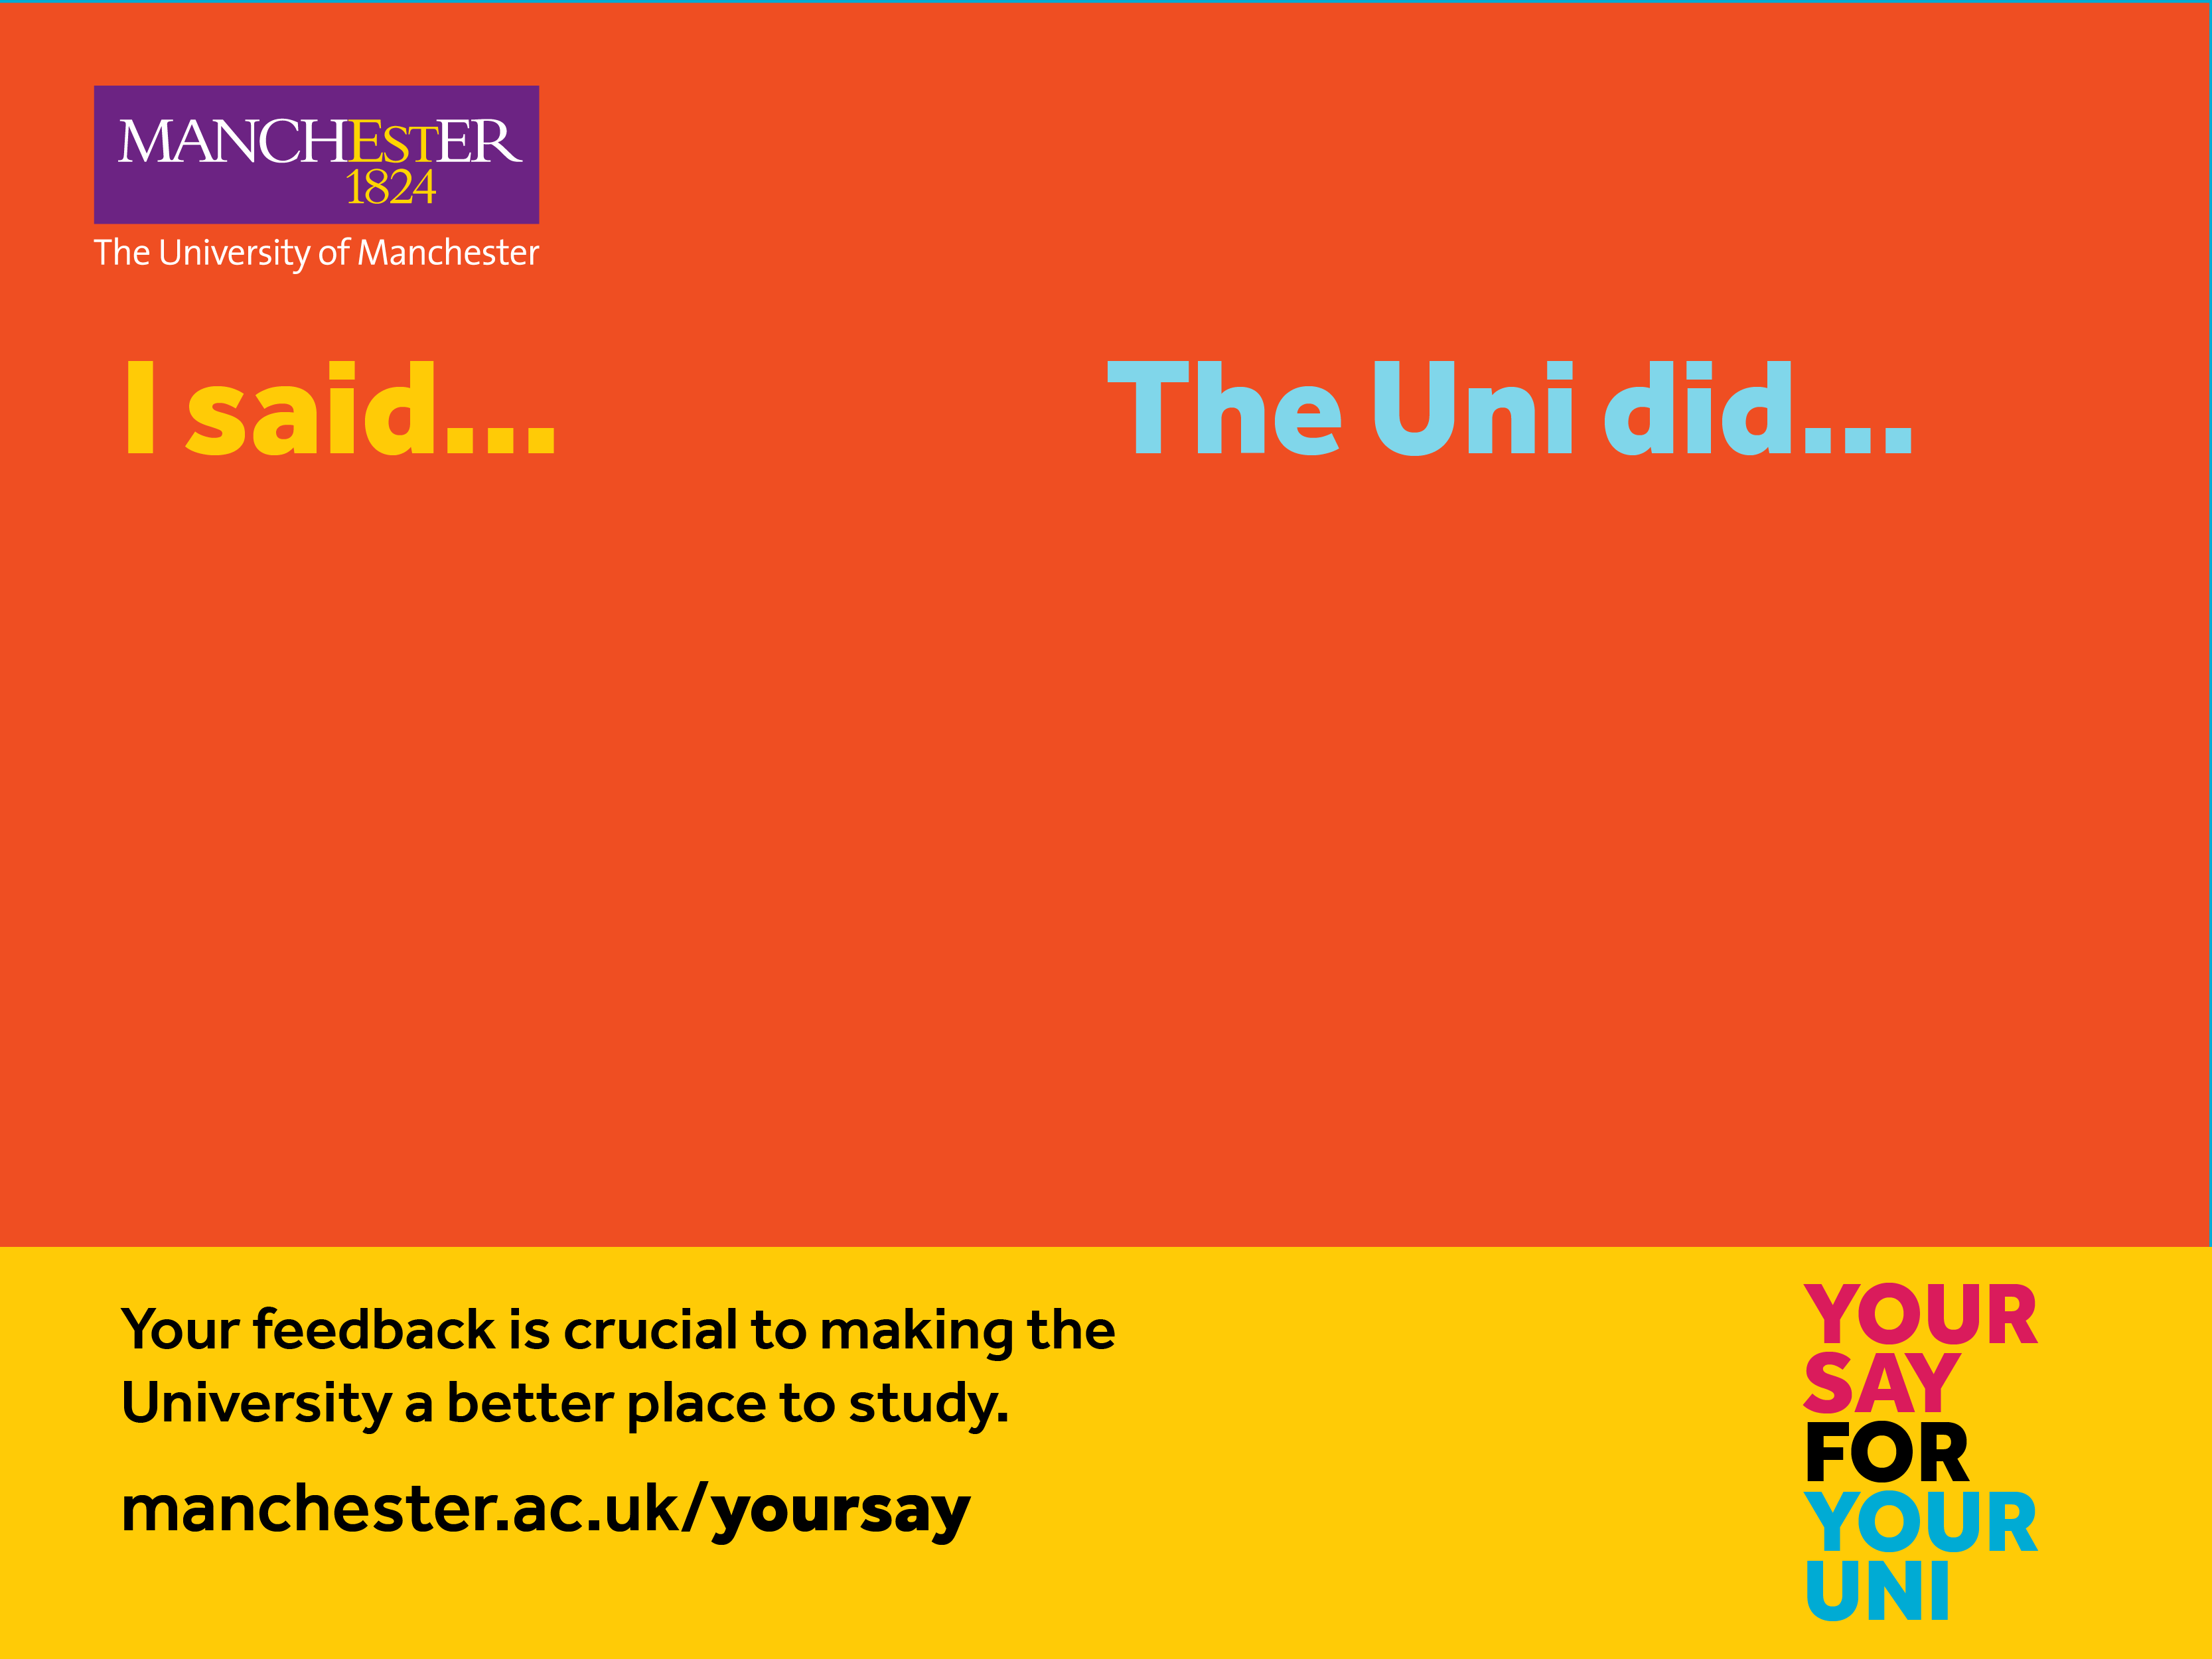 MANCHESTER
1824
The University of Manchester
I said...
The Uni did...
Your feedback is crucial to making the
University a better place to study.
manchester.ac.uk/yoursay
YOUR
SAY
FOR
YOUR
UNI